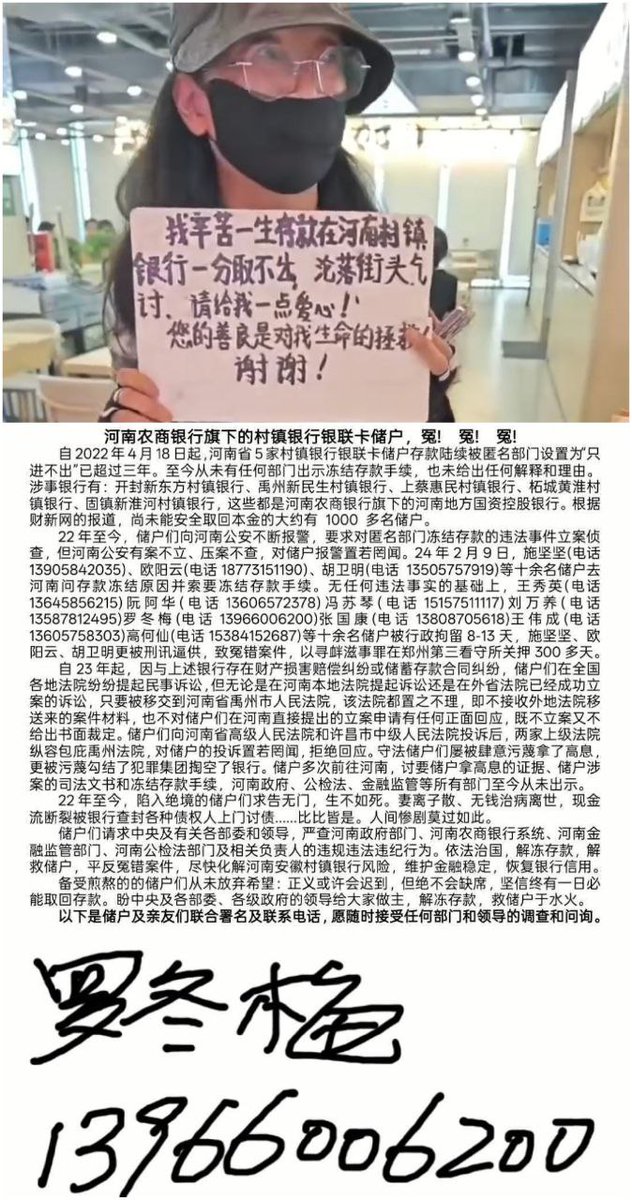 我辛苦一生存款在河南村镇
银行一分取不出, 沦落街头乞
讨. 请给我一点爱心!
您的善良是对我生命的拯救!
谢谢!
河南农商银行旗下的村镇银行银联卡储户，冤!　冤!　冤!
自2022年4月18日起,河南省5家村镇银行储户存款陆续被匿名部门设置为“只
进不出”已超过三年。至今从未有任何部门出示冻结存款手续，也未给出任何解释和理由。
涉事银行有：开封新东方村镇银行、禹州新民生村镇银行、上蔡惠民村镇银行、柘城黄淮村
镇银行、固镇新淮河村镇银行，这些都是河南农商银行旗下的河南地方国资控股银行。根据
财新网的报道，尚未能安全取回本金的大约有 1000 多名储户。
22年至今，储户们向河南公安不断报警，要求对匿名部门冻结存款的违法事件立案侦
查，但河南公安有案不立、压案不查，对储户报警置若罔闻。24年2月9日，施坚坚(电话
13905842035)、欧阳云(电话18773151190)、胡卫明(电话 13505757919)等十余名储户去
河南问存款冻结原因并索要冻结存款手续。无任何违法事实的基础上，王秀英(电话
13645856215)阮阿华(电话 13606572378)冯苏琴(电话 15157511117)刘万养(电话
13587812495)罗冬梅(电话 13966006200)张国康(电话 13808705618)王伟成(电话
13605758303)高何仙(电话15384152687)等十余名储户被行政拘留8-13天，施坚坚、欧
阳云、胡卫明更被刑讯逼供，致冤错案件，以寻衅滋事罪在郑州第三看守所关押300多天。
自23年起，因与上述银行存在财产损害赔偿纠纷或储蓄存款合同纠纷，储户们在全国
各地法院纷纷提起民事诉讼,但无论是在河南本地法院提起诉讼还是在外省法院已经成功立
案的诉讼，只要被移交到河南省禹州市人民法院，该法院都置之不理，即不接收外地法院移
送来的案件材料，也不对储户们在河南直接提出的立案申请有任何正面回应，既不立案又不
给出书面裁定。储户们向河南省高级人民法院和许昌市中级人民法院投诉后，两家上级法院
纵容包庇禹州法院，对储户的投诉置若罔闻，拒绝回应。守法储户们屡被肆意污蔑拿了高息，
更被污蔑勾结了犯罪集团掏空了银行。储户多次前往河南，讨要储户拿高息的证据、储户涉
案的司法文书和冻结存款手续，河南政府、公检法、金融监管等所有部门至今从未出示。
22年至今，陷入绝境的储户们求告无门，生不如死。妻离子散、无钱治病离世，现金
流断裂被银行查封各种债权人上门讨债……比比皆是。人间惨剧莫过如此。
储户们请求中央及有关各部委和领导，严查河南政府部门、河南农商银行系统、河南金
融监管部门、河南公检法部门及相关负责人的违规违法违纪行为。依法治国，解冻存款，解
救储户，平反冤错案件，尽快化解河南安徽村镇银行风险，维护金融稳定，恢复银行信用。
备受煎熬的的储户们从未放弃希望：正义或许会迟到，但绝不会缺席，坚信终有一日必
能取回存款。盼中央及各部委、各级政府的领导给大家做主，解冻存款，救储户于水火。
以下是储户及亲友们联合署名及联系电话，愿随时接受任何部门和领导的调查和问询。
罗冬梅
13966006200